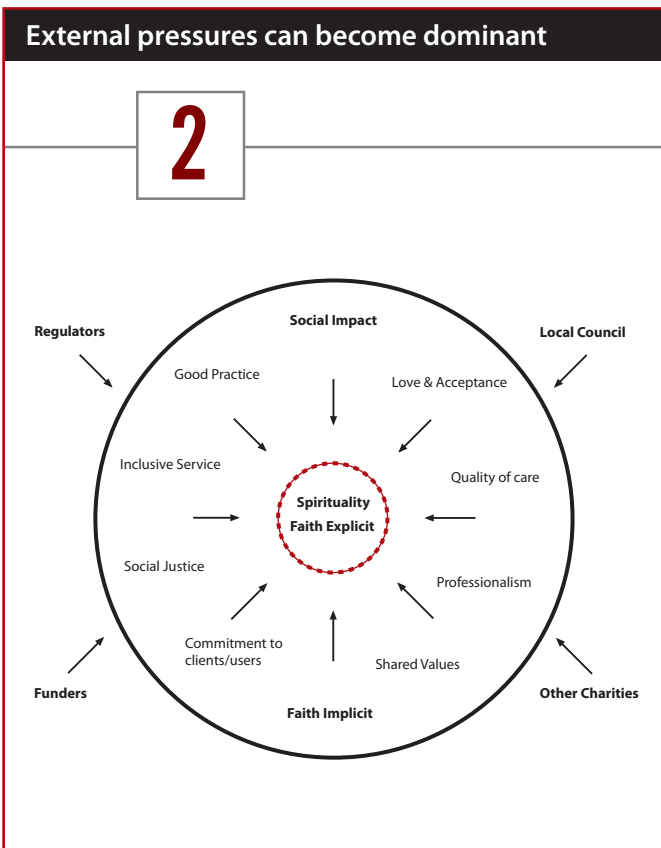 External pressures can become dominant
2
Social Impact
Regulators
Local Council
Good Practice
Love & Acceptance
Inclusive Service
Quality of care
Spirituality
Faith Explicit
Social Justice
Professionalism
Commitment to
clients/users
Shared Values
Funders
Other Charities
Faith Implicit